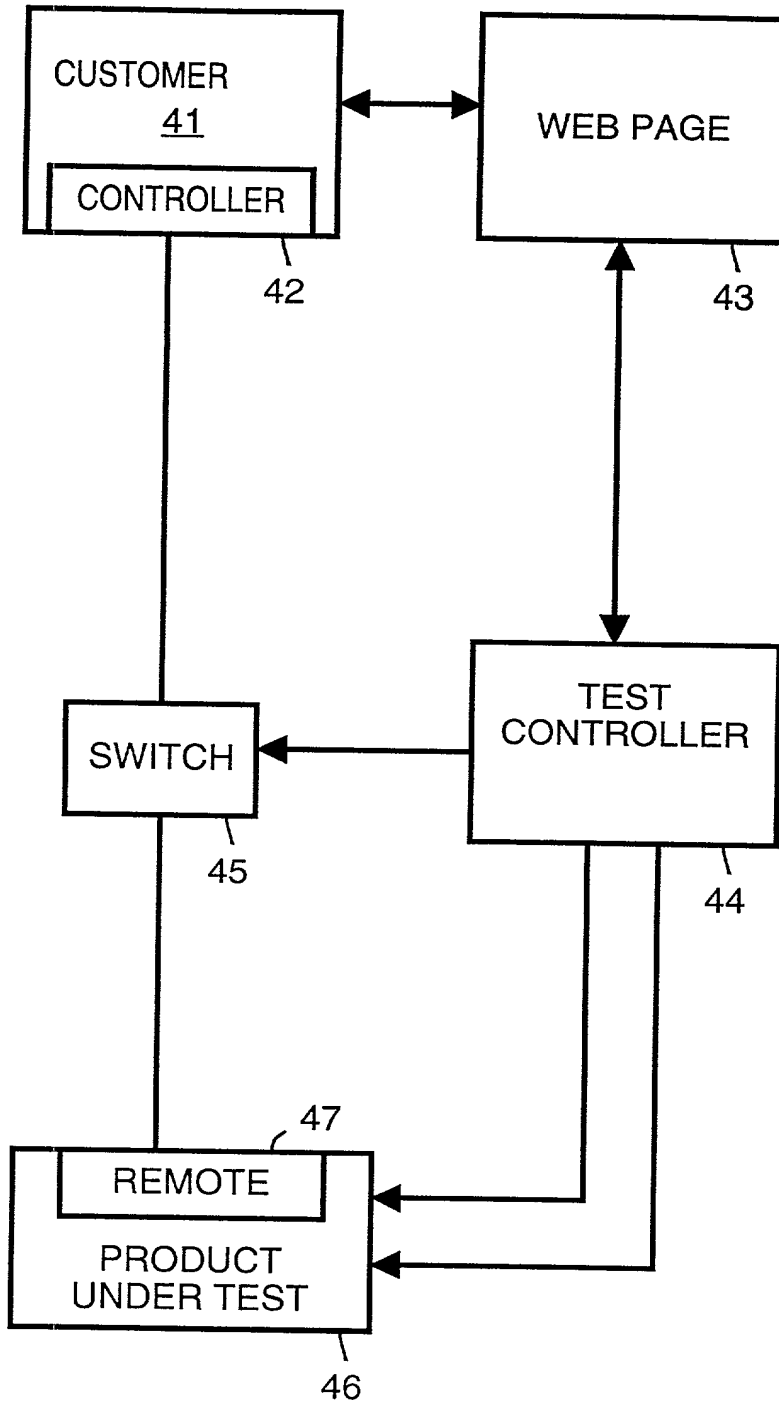 CUSTOMER
41
CONTROLLER
42
WEB PAGE
43
TEST
CONTROLLER
44
SWITCH
45
47
REMOTE
PRODUCT
UNDER TEST
46